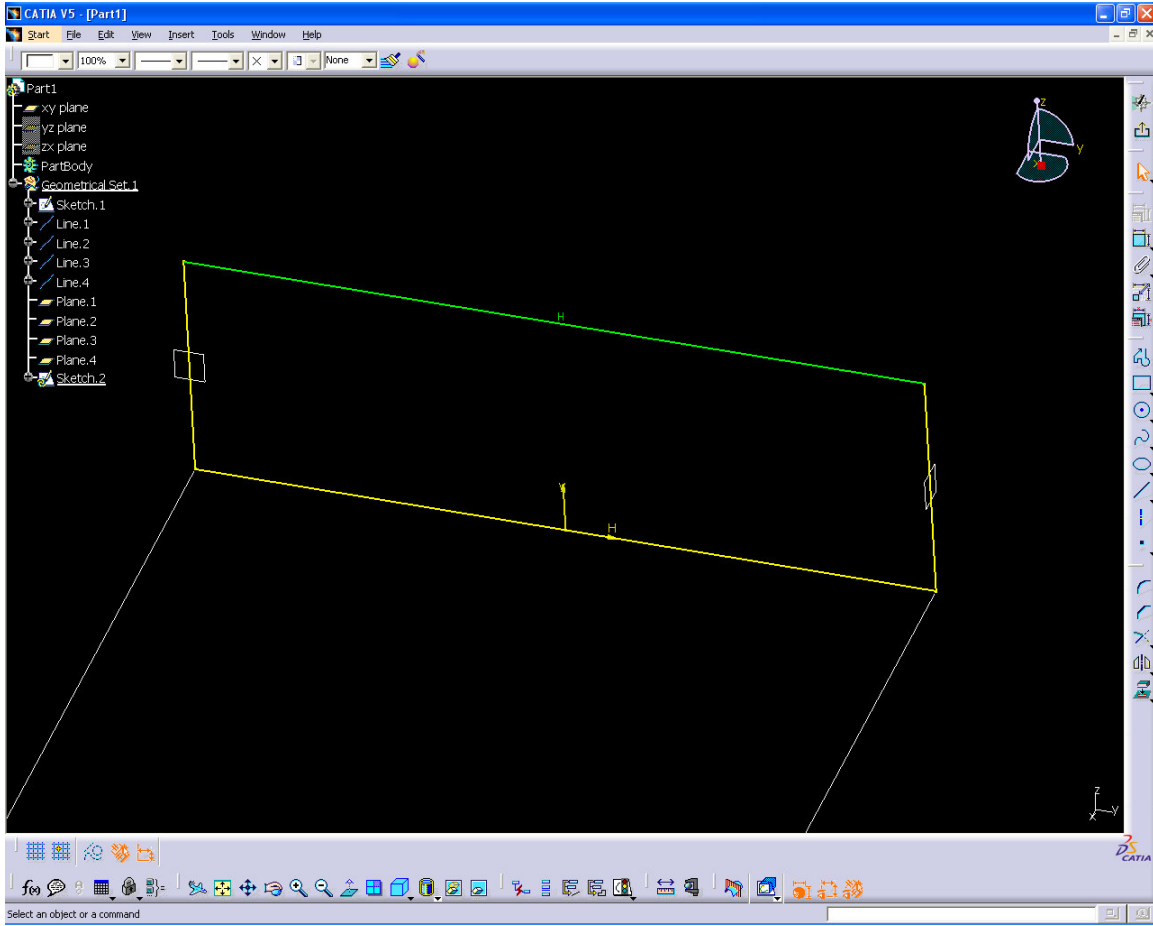 CATIA V5 - [Part1]
Start File Edit View Insert Tools Window Help
100% None
Part1
xy plane
yz plane
zx plane
PartBody
Geometrical Set.1
Sketch.1
Line.1
Line.2
Line.3
Line.4
Plane.1
Plane.2
Plane.3
Plane.4
Sketch.2
z
y
x
H
V
H
z
y
x
CATIA
f(x)
Select an object or a command